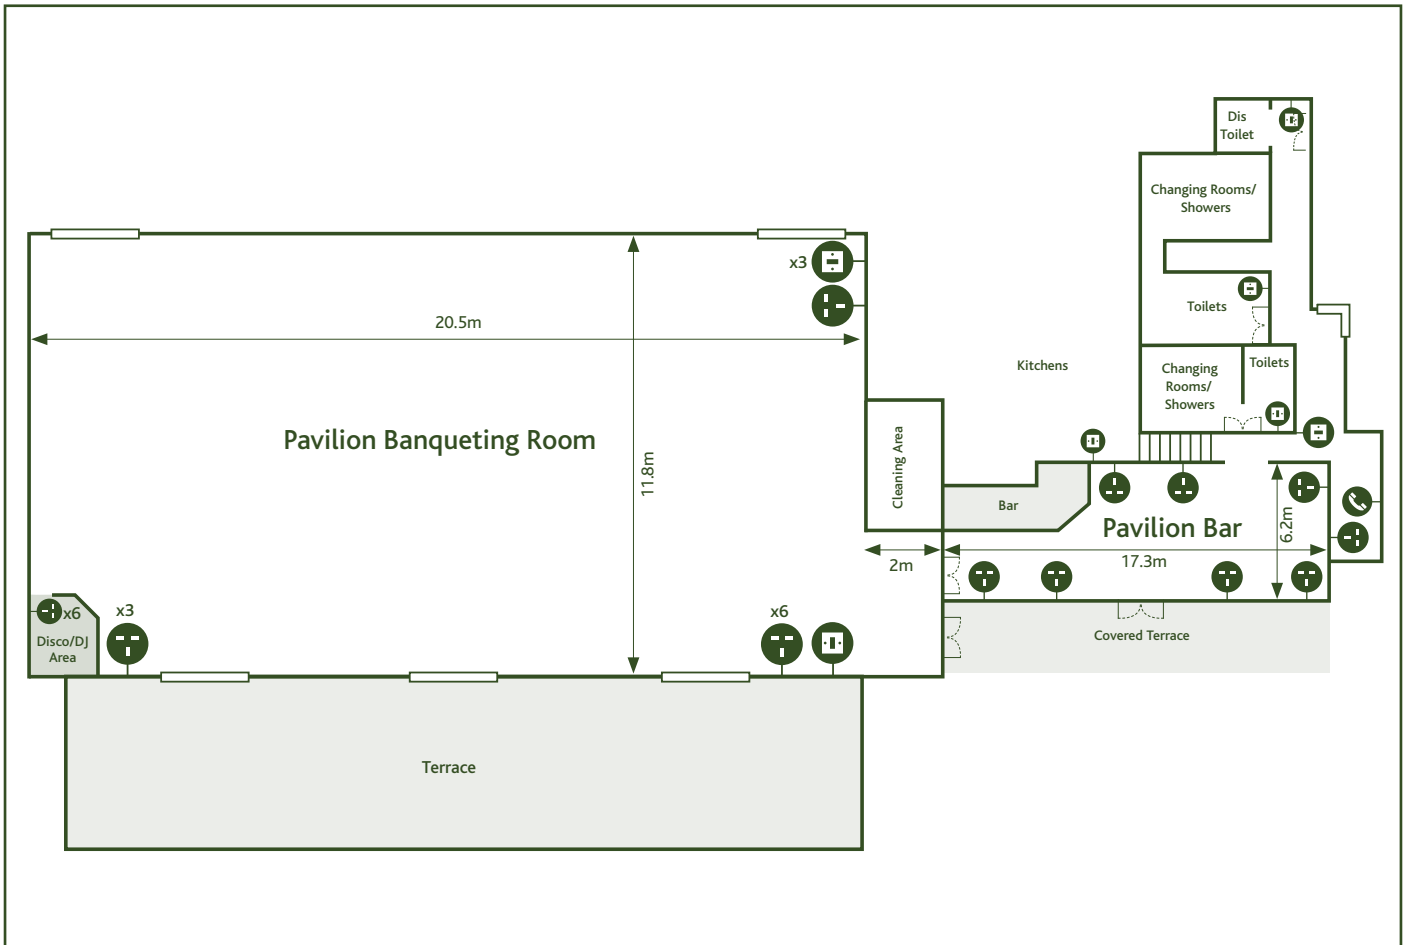 Dis
Toilet
Changing Rooms/
Showers
x3
Toilets
20.5m
Kitchens
Changing
Rooms/
Showers
Toilets
Pavilion Banqueting Room
11.8m
Cleaning Area
Bar
Pavilion Bar
6.2m
2m
17.3m
x6
x3
x6
Disco/DJ
Area
Covered Terrace
Terrace